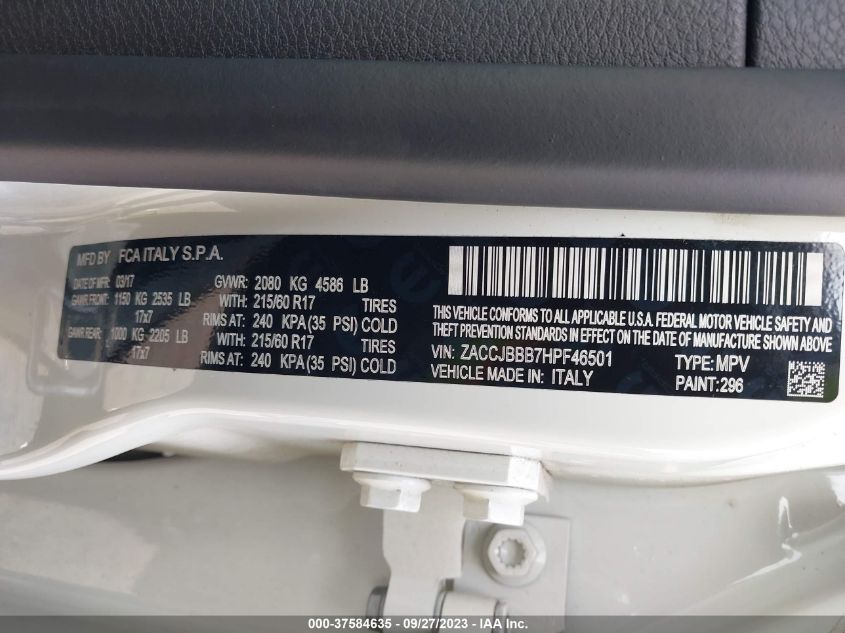 MFD BY FCA ITALY S.P.A.
DATE OF MFR 03/17 GVWR: 2080 KG 4586 LB
GAWR FRONT: 1150 KG 2535 LB WITH: 215/60 R17 TIRES
17x7 RIMS AT: 240 KPA (35 PSI) COLD
GAWR REAR: 1000 KG 2205 LB WITH: 215/60 R17 TIRES
17x7 RIMS AT: 240 KPA (35 PSI) COLD
THIS VEHICLE CONFORMS TO ALL APPLICABLE U.S.A. FEDERAL MOTOR VEHICLE SAFETY AND
THEFT PREVENTION STANDARDS IN EFFECT ON THE DATE OF MANUFACTURE SHOWN ABOVE
VIN: ZACCJBBB7HPF46501 TYPE: MPV
VEHICLE MADE IN: ITALY PAINT: 296
000-37584635 - 09/27/2023 - IAA Inc.